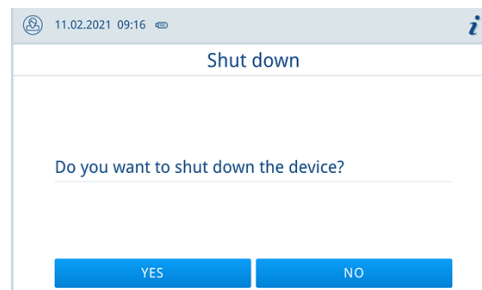 11.02.2021 09:16
i
Shut down
Do you want to shut down the device?
YES
NO